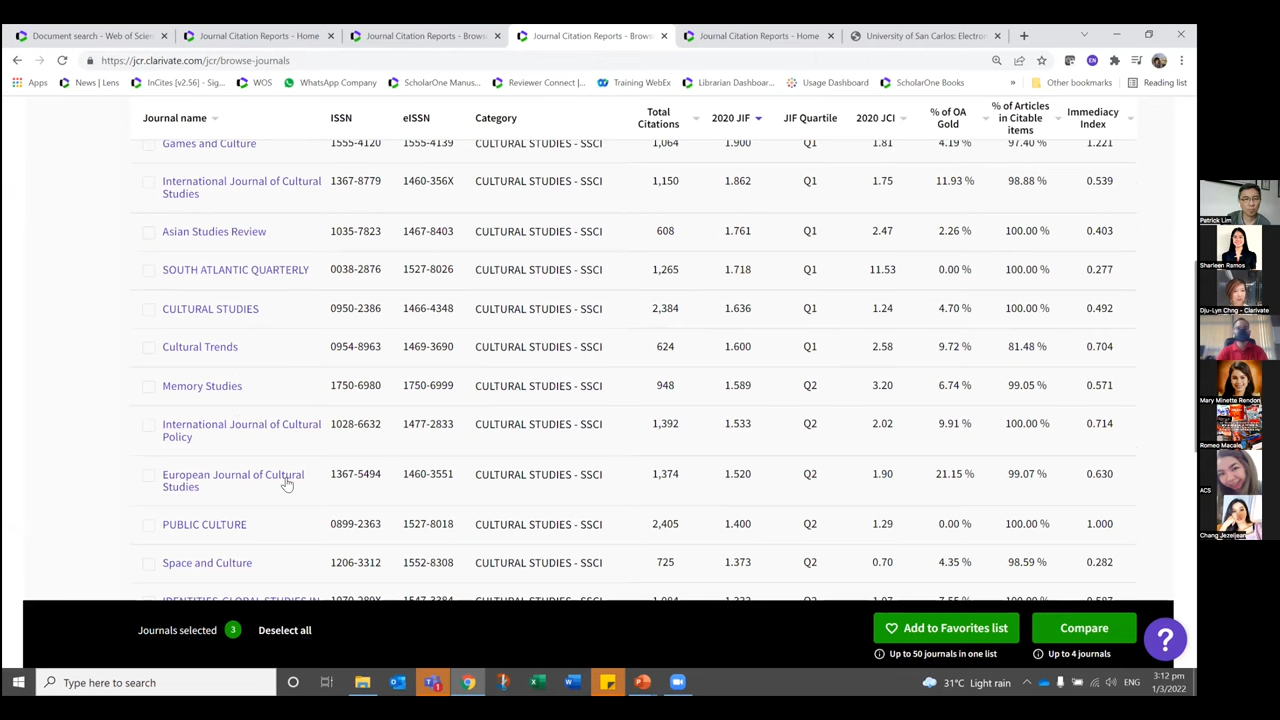 Document search - Web of Scien
Journal Citation Reports - Home
Journal Citation Reports - Brows
Journal Citation Reports - Brows
Journal Citation Reports - Home
University of San Carlos: Electron
https://jcr.clarivate.com/jcr/browse-journals
EN
Apps
News | Lens
InCites [v2.56] - Sig...
WOS
WhatsApp Company
ScholarOne Manus...
Reviewer Connect |...
Training WebEx
Librarian Dashboar...
Usage Dashboard
ScholarOne Books
»
Other bookmarks
Reading list
Journal name ISSN eISSN Category Total Citations 2020 JIF JIF Quartile 2020 JCI % of OA Gold % of Articles in Citable items Immediacy Index
Games and Culture 1555-4120 1555-4139 CULTURAL STUDIES - SSCI 1,064 1.900 Q1 1.81 4.19 % 97.40 % 1.221
International Journal of Cultural Studies 1367-8779 1460-356X CULTURAL STUDIES - SSCI 1,150 1.862 Q1 1.75 11.93 % 98.88 % 0.539
Asian Studies Review 1035-7823 1467-8403 CULTURAL STUDIES - SSCI 608 1.761 Q1 2.47 2.26 % 100.00 % 0.403
SOUTH ATLANTIC QUARTERLY 0038-2876 1527-8026 CULTURAL STUDIES - SSCI 1,265 1.718 Q1 11.53 0.00 % 100.00 % 0.277
CULTURAL STUDIES 0950-2386 1466-4348 CULTURAL STUDIES - SSCI 2,384 1.636 Q1 1.24 4.70 % 100.00 % 0.492
Cultural Trends 0954-8963 1469-3690 CULTURAL STUDIES - SSCI 624 1.600 Q1 2.58 9.72 % 81.48 % 0.704
Memory Studies 1750-6980 1750-6999 CULTURAL STUDIES - SSCI 948 1.589 Q2 3.20 6.74 % 99.05 % 0.571
International Journal of Cultural Policy 1028-6632 1477-2833 CULTURAL STUDIES - SSCI 1,392 1.533 Q2 2.02 9.91 % 100.00 % 0.714
European Journal of Cultural Studies 1367-5494 1460-3551 CULTURAL STUDIES - SSCI 1,374 1.520 Q2 1.90 21.15 % 99.07 % 0.630
PUBLIC CULTURE 0899-2363 1527-8018 CULTURAL STUDIES - SSCI 2,405 1.400 Q2 1.29 0.00 % 100.00 % 1.000
Space and Culture 1206-3312 1552-8308 CULTURAL STUDIES - SSCI 725 1.373 Q2 0.70 4.35 % 98.59 % 0.282
Journals selected 3 Deselect all
Add to Favorites list
Compare
?
Up to 50 journals in one list
Up to 4 journals
Type here to search
31°C Light rain
ENG
3:12 pm
1/3/2022
Patrick Lim
Sharleen Ramos
Dju-Lyn Chng - Clarivate
Mary Minette Rendon
Romeo Macale
ACS
Chang Jezeljean